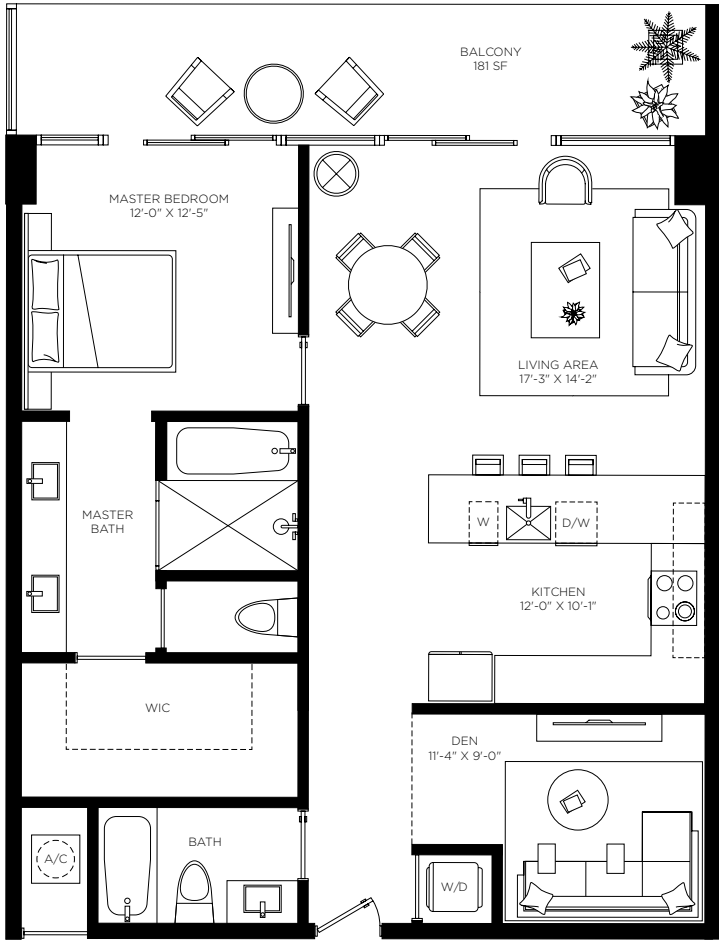 BALCONY
181 SF
MASTER BEDROOM
12'-0" X 12'-5"
LIVING AREA
17'-3" X 14'-2"
MASTER
BATH
W
D/W
KITCHEN
12'-0" X 10'-1"
WIC
DEN
11'-4" X 9'-0"
BATH
A/C
W/D